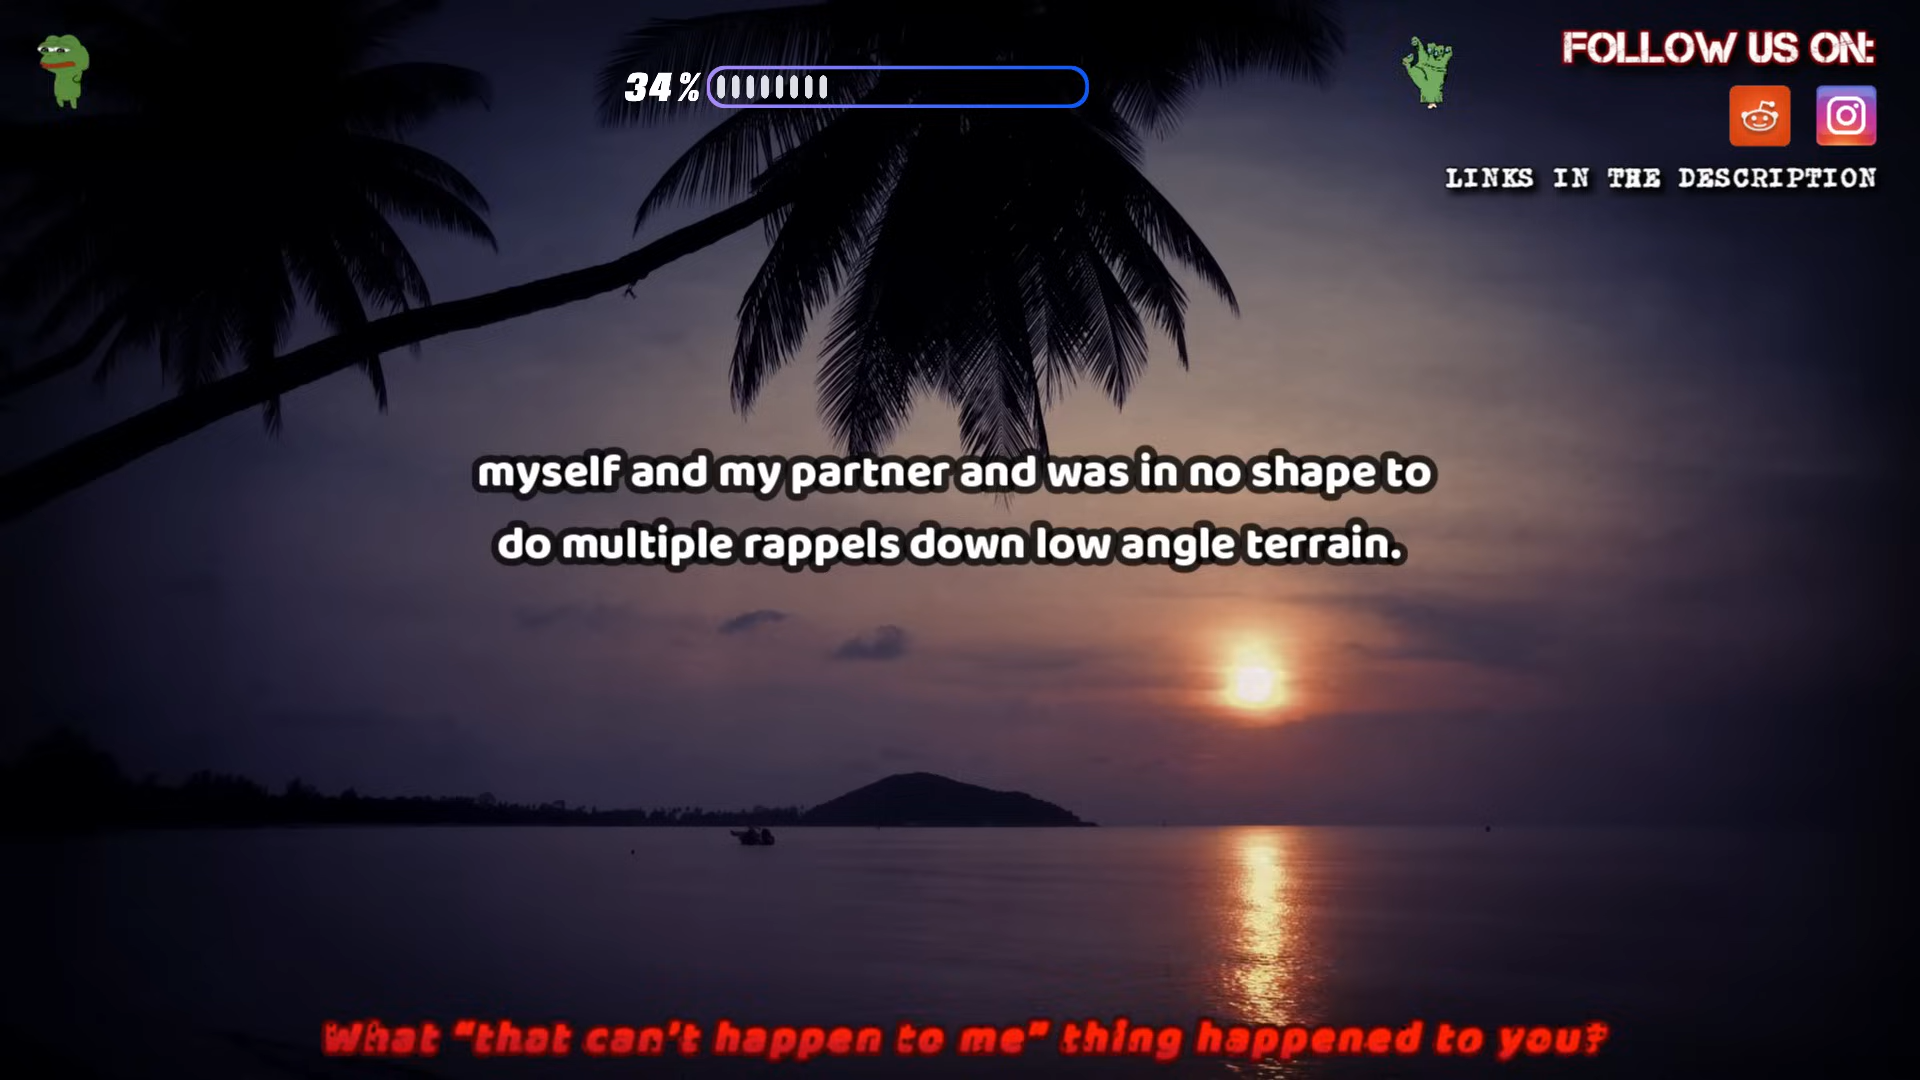 34%
FOLLOW US ON:
LINKS IN THE DESCRIPTION
myself and my partner and was in no shape to
do multiple rappels down low angle terrain.
What “that can't happen to me” thing happened to you?